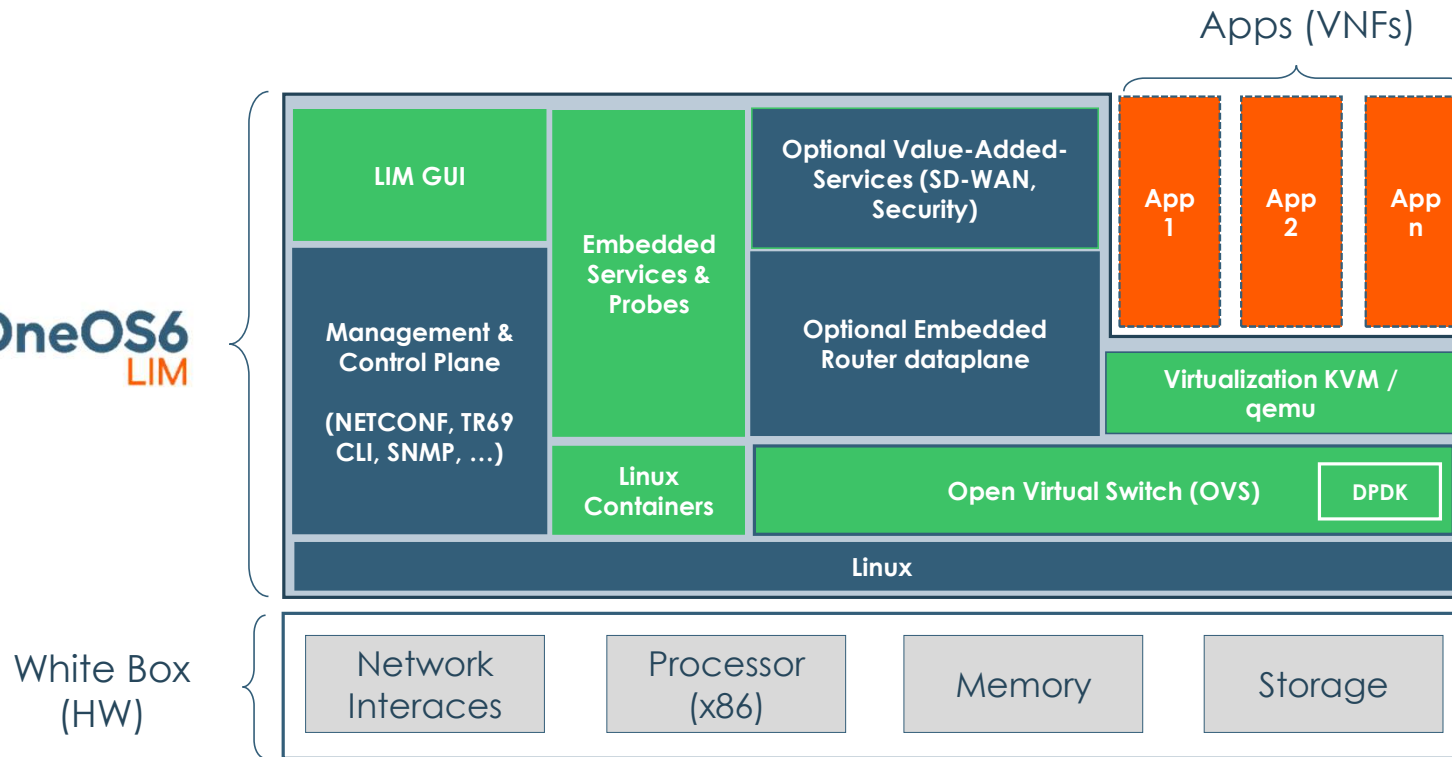 Apps (VNFs)
LIM GUI
Embedded
Services &
Probes
Optional Value-Added-
Services (SD-WAN,
Security)
App
1
App
2
App
n
OneOS6
LIM
Management &
Control Plane
(NETCONF, TR69
CLI, SNMP, ...)
Optional Embedded
Router dataplane
Virtualization KVM /
qemu
Linux
Containers
Open Virtual Switch (OVS)
DPDK
Linux
White Box
(HW)
Network
Interaces
Processor
(x86)
Memory
Storage